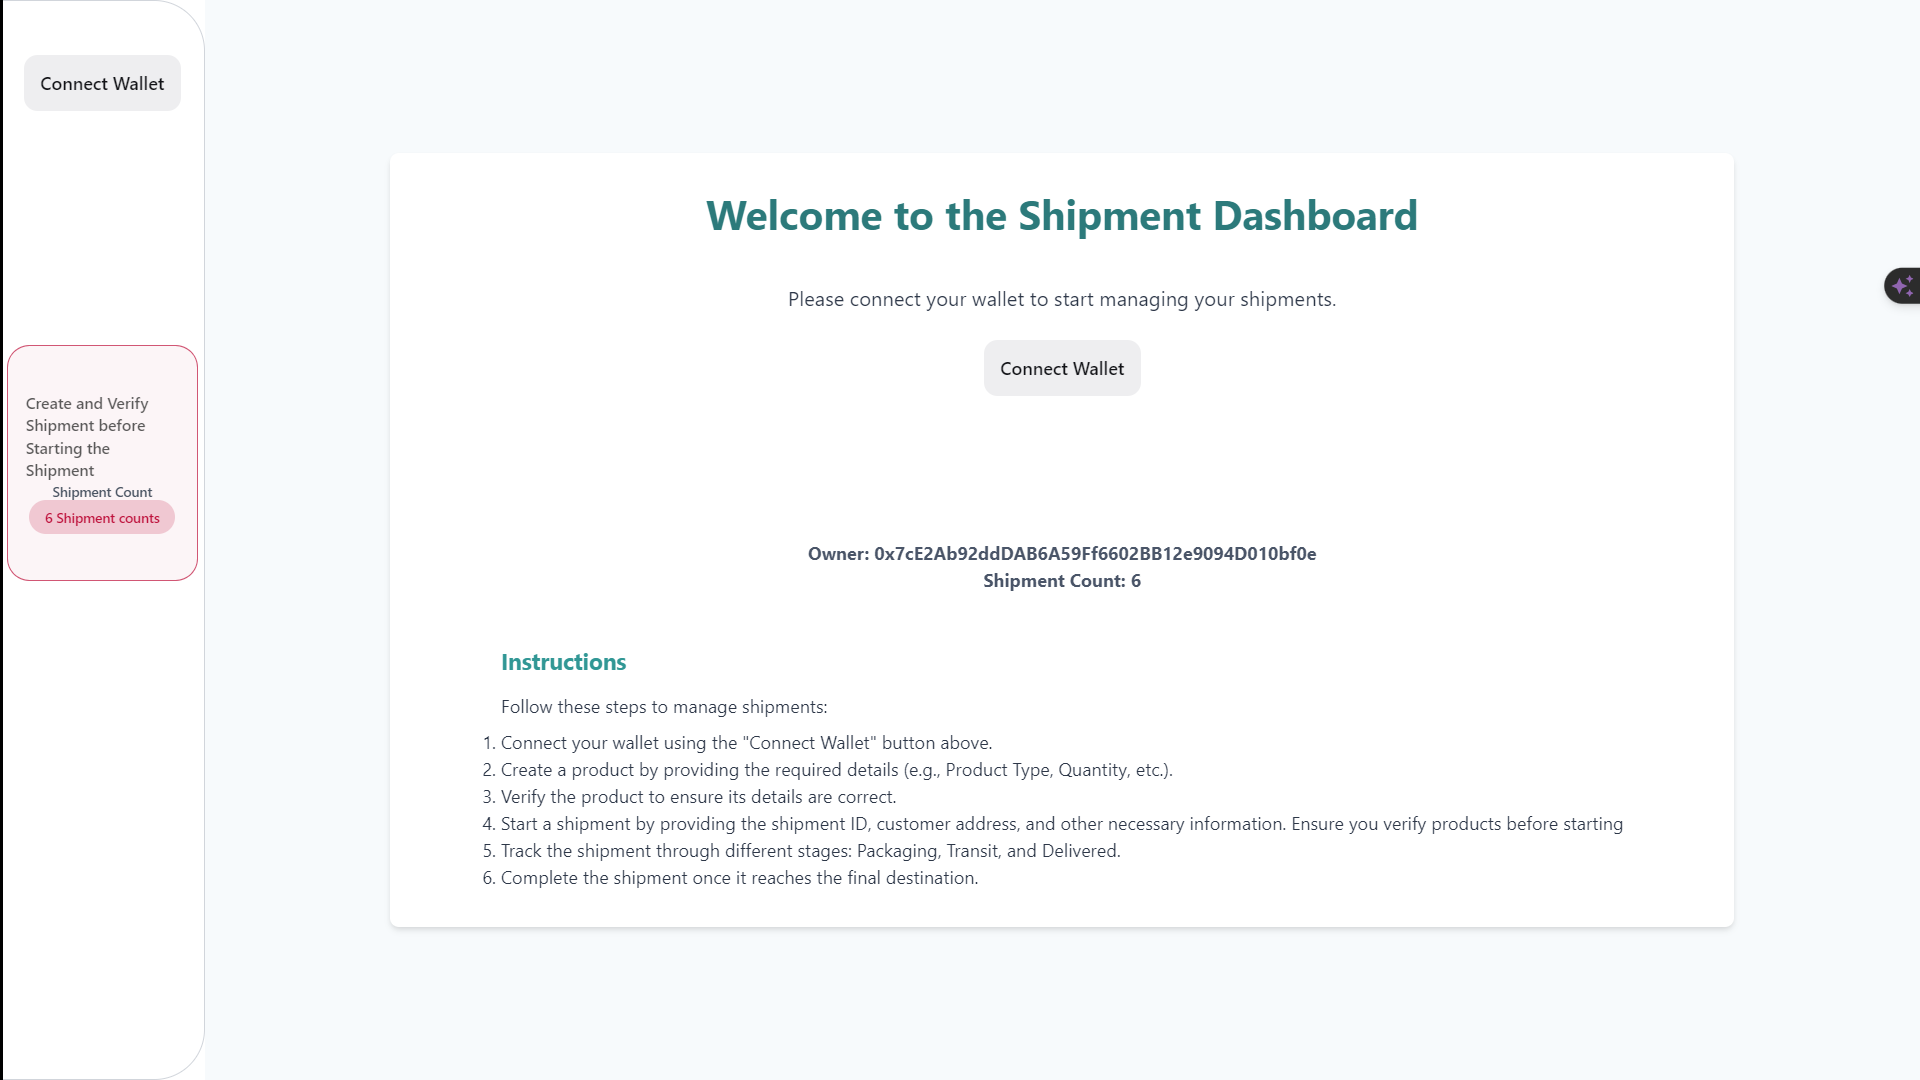 Connect Wallet
Create and Verify
Shipment before
Starting the
Shipment
Shipment Count
6 Shipment counts
Welcome to the Shipment Dashboard
Please connect your wallet to start managing your shipments.
Connect Wallet
Owner: 0x7cE2Ab92ddDAB6A59Ff6602BB12e9094D010bf0e
Shipment Count: 6
Instructions
Follow these steps to manage shipments:
1. Connect your wallet using the "Connect Wallet" button above.
2. Create a product by providing the required details (e.g., Product Type, Quantity, etc.).
3. Verify the product to ensure its details are correct.
4. Start a shipment by providing the shipment ID, customer address, and other necessary information. Ensure you verify products before starting
5. Track the shipment through different stages: Packaging, Transit, and Delivered.
6. Complete the shipment once it reaches the final destination.